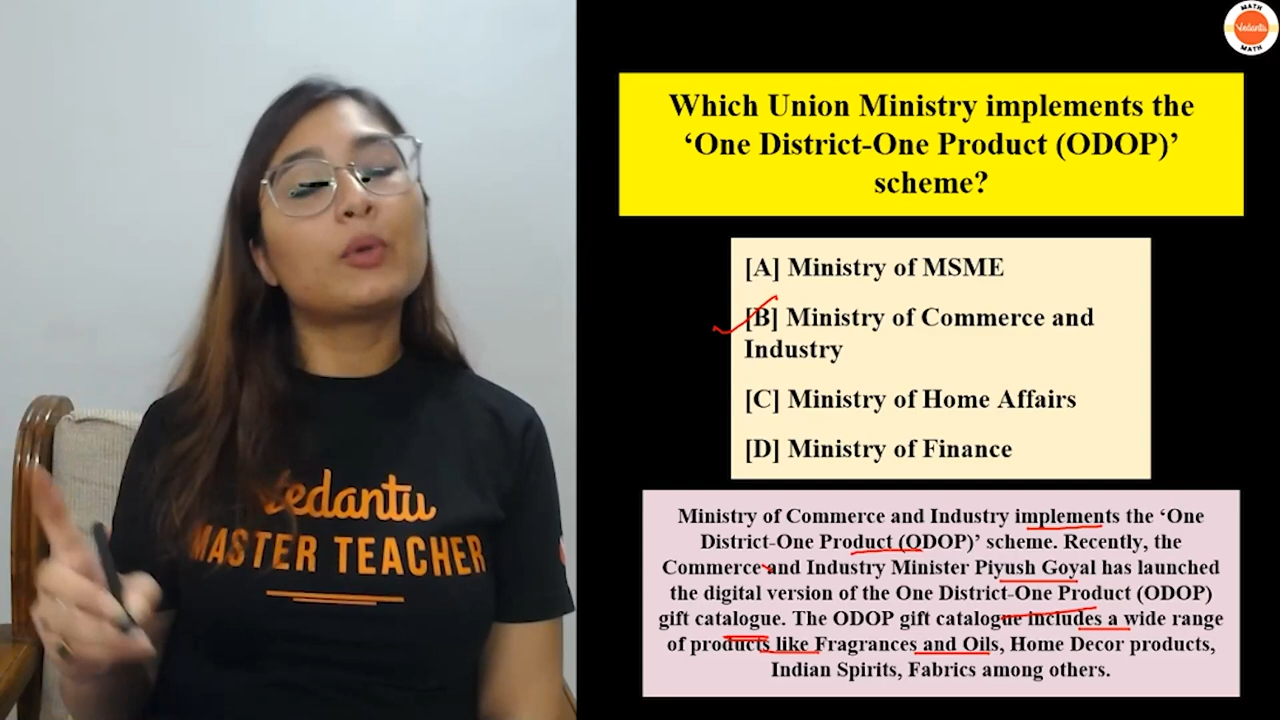 MATH
Vedantu
MATH
Which Union Ministry implements the
‘One District-One Product (ODOP)’
scheme?
[A] Ministry of MSME
[B] Ministry of Commerce and
Industry
[C] Ministry of Home Affairs
[D] Ministry of Finance
Ministry of Commerce and Industry implements the ‘One
District-One Product (ODOP)’ scheme. Recently, the
Commerce and Industry Minister Piyush Goyal has launched
the digital version of the One District-One Product (ODOP)
gift catalogue. The ODOP gift catalogue includes a wide range
of products like Fragrances and Oils, Home Decor products,
Indian Spirits, Fabrics among others.
Vedantu
MASTER TEACHER